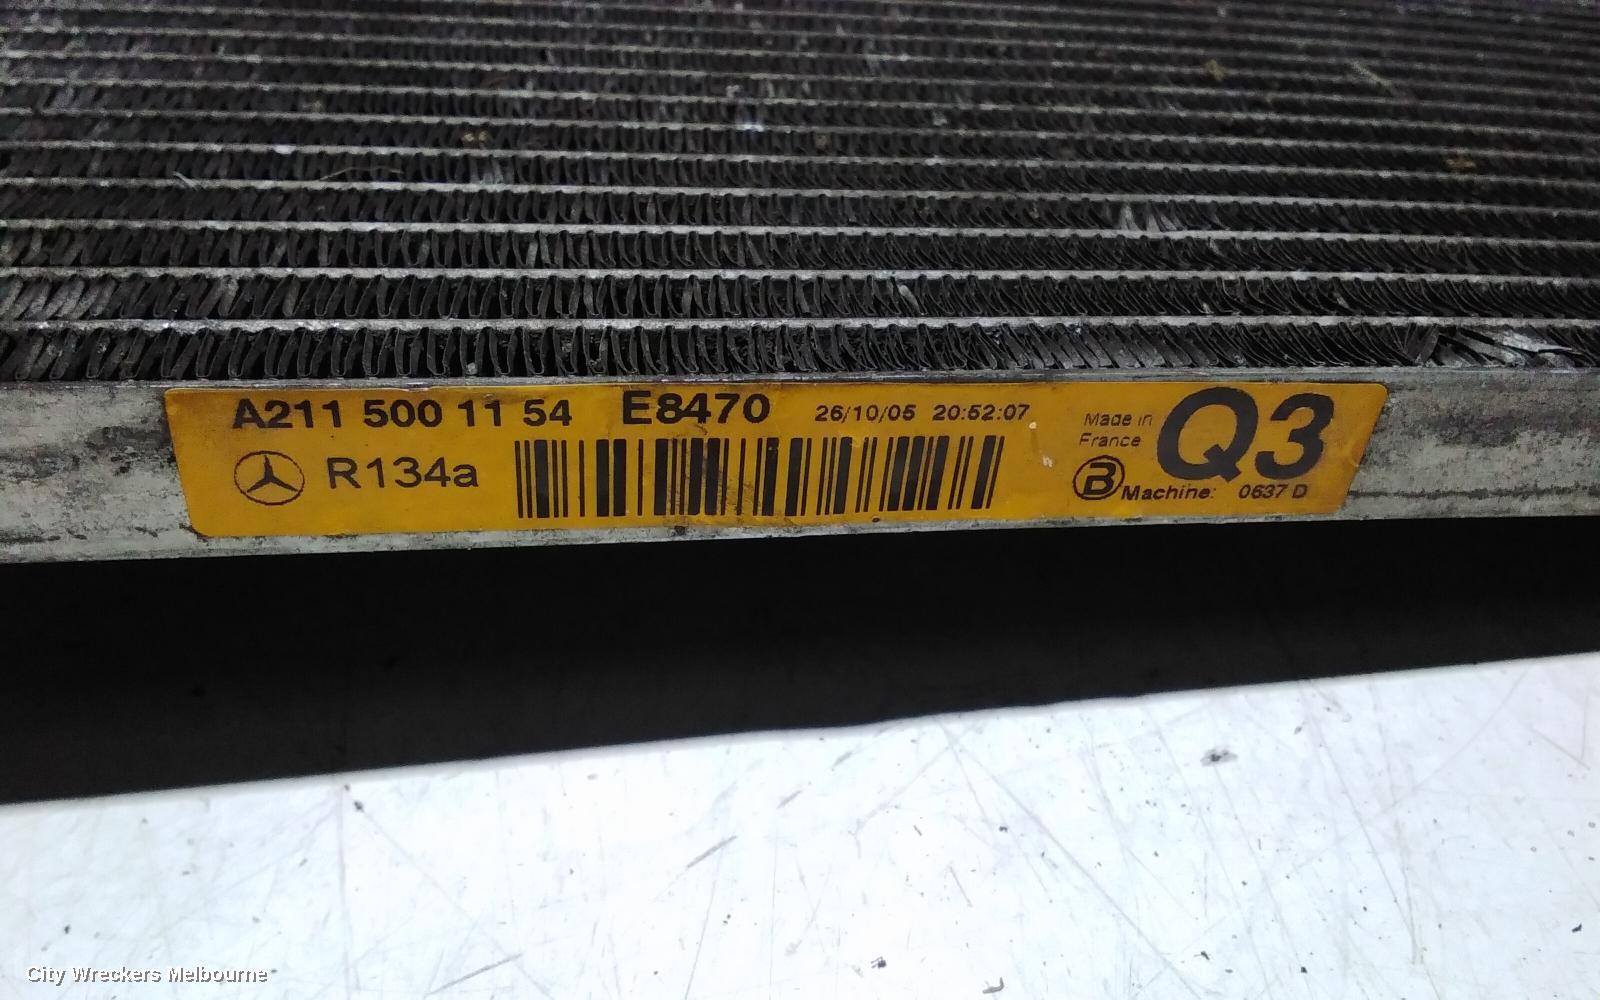 A211 500 11 54 E8470 26/10/05 20:52:07
Made in
France
Q3
R134a
B Machine: 0637 D
City Wreckers Melbourne